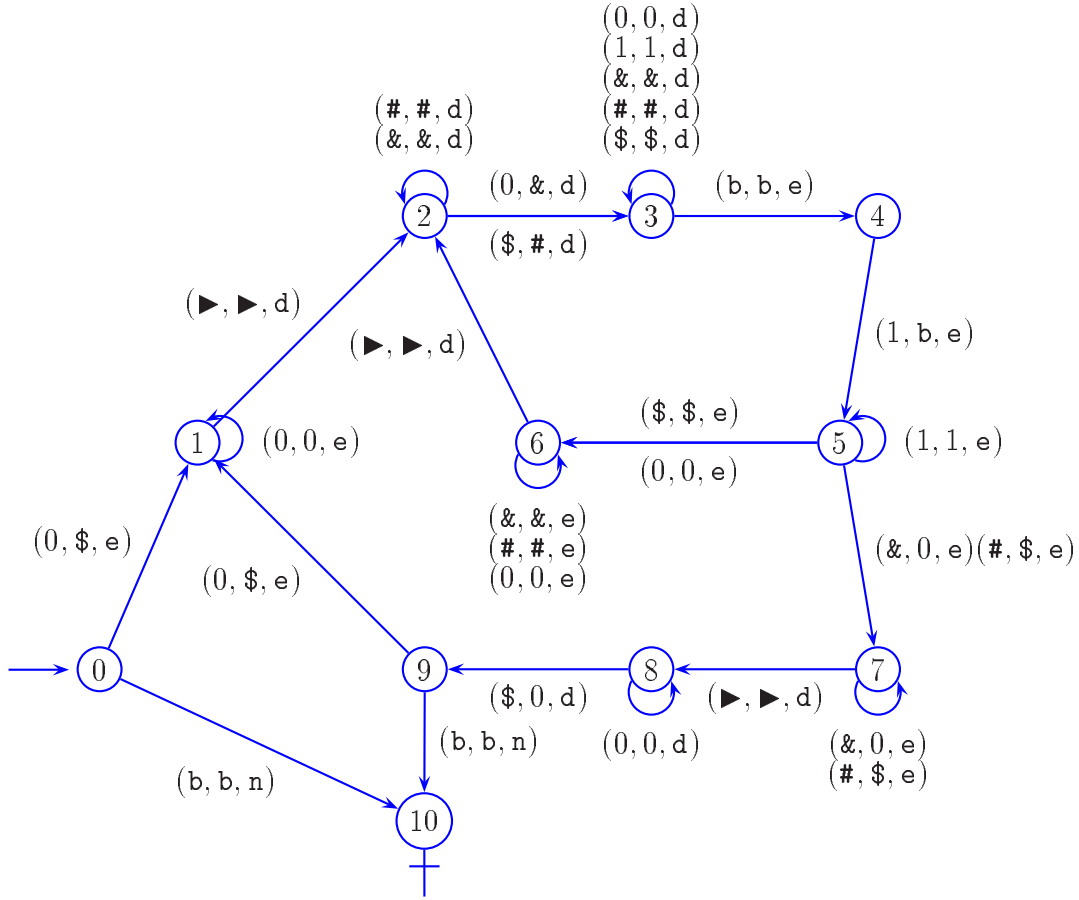 (0, 0, d)
(1, 1, d)
(&, &, d)
(#, #, d)
($, $, d)
(#, #, d)
(&, &, d)
2
(0, &, d)
($, #, d)
3
(b, b, e)
4
(►, ►, d)
(►, ►, d)
(1, b, e)
1
(0, 0, e)
6
($, $, e)
(0, 0, e)
5
(1, 1, e)
(&, &, e)
(#, #, e)
(0, 0, e)
(0, $, e)
(0, $, e)
(&, 0, e)(#, $, e)
0
9
($, 0, d)
8
(►, ►, d)
7
(b, b, n)
(b, b, n)
(0, 0, d)
(&, 0, e)
(#, $, e)
10